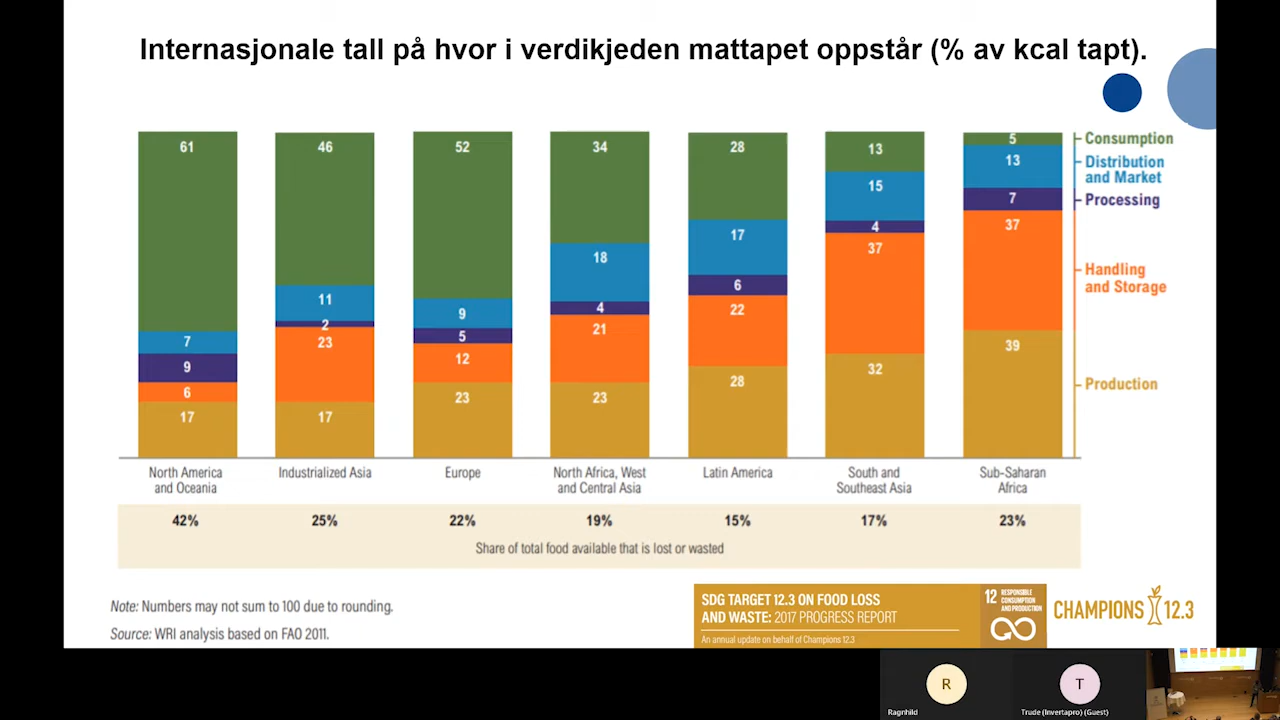 Internasjonale tall på hvor i verdikjeden mattapet oppstår (% av kcal tapt).
61 46 52 34 28 13 5
7 11 9 18 17 15 13
9 2 5 4 6 4 7
6 23 12 21 22 37 37
17 17 23 23 28 32 39
Consumption
Distribution
and Market
Processing
Handling
and Storage
Production
North America
and Oceania
Industrialized Asia
Europe
North Africa, West
and Central Asia
Latin America
South and
Southeast Asia
Sub-Saharan
Africa
42% 25% 22% 19% 15% 17% 23%
Share of total food available that is lost or wasted
Note: Numbers may not sum to 100 due to rounding.
Source: WRI analysis based on FAO 2011.
SDG TARGET 12.3 ON FOOD LOSS
AND WASTE: 2017 PROGRESS REPORT
An annual update on behalf of Champions 12.3
12 RESPONSIBLE
CONSUMPTION
AND PRODUCTION
CHAMPIONS 12.3
R
Ragnhild
T
Trude (Invertapro) (Guest)